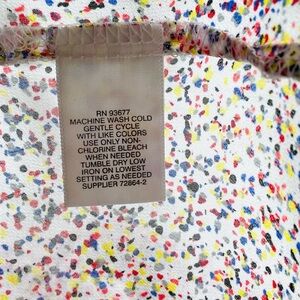 RN 93677
MACHINE WASH COLD
GENTLE CYCLE
WITH LIKE COLORS
USE ONLY NON-
CHLORINE BLEACH
WHEN NEEDED
TUMBLE DRY LOW
IRON ON LOWEST
SETTING AS NEEDED
SUPPLIER 72864-2